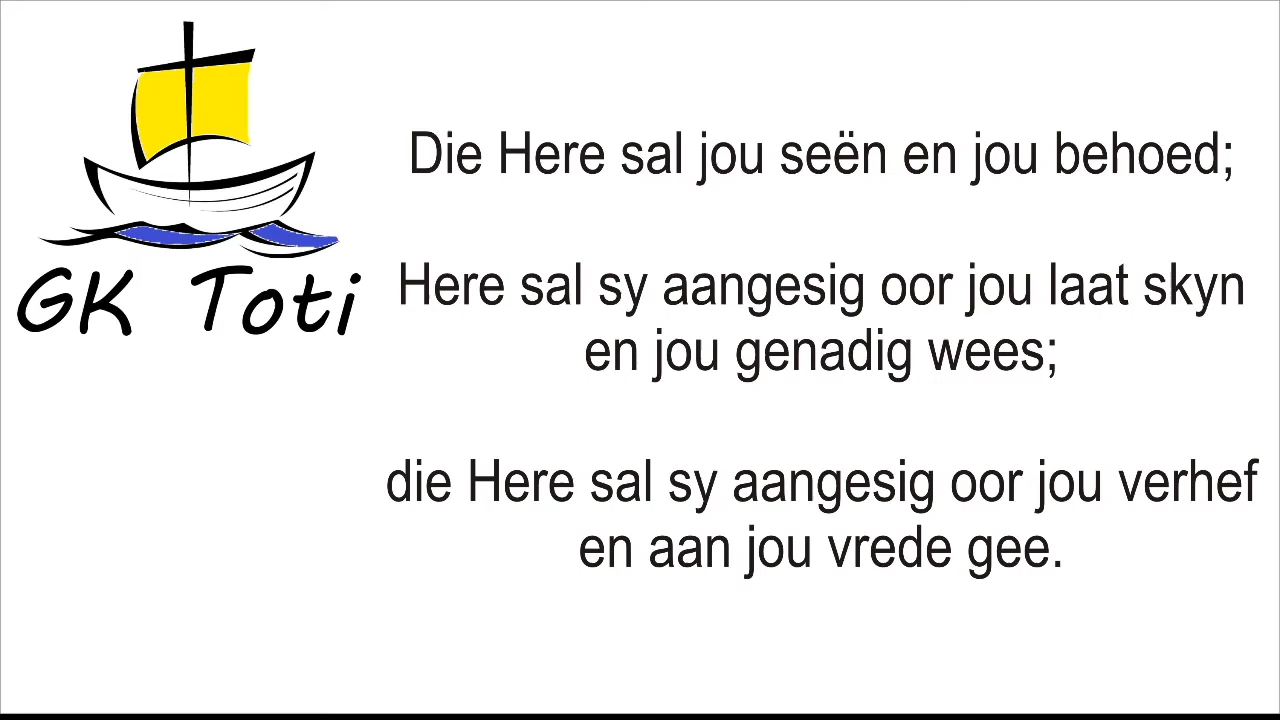 GK Toti
Die Here sal jou seën en jou behoed;
Here sal sy aangesig oor jou laat skyn
en jou genadig wees;
die Here sal sy aangesig oor jou verhef
en aan jou vrede gee.